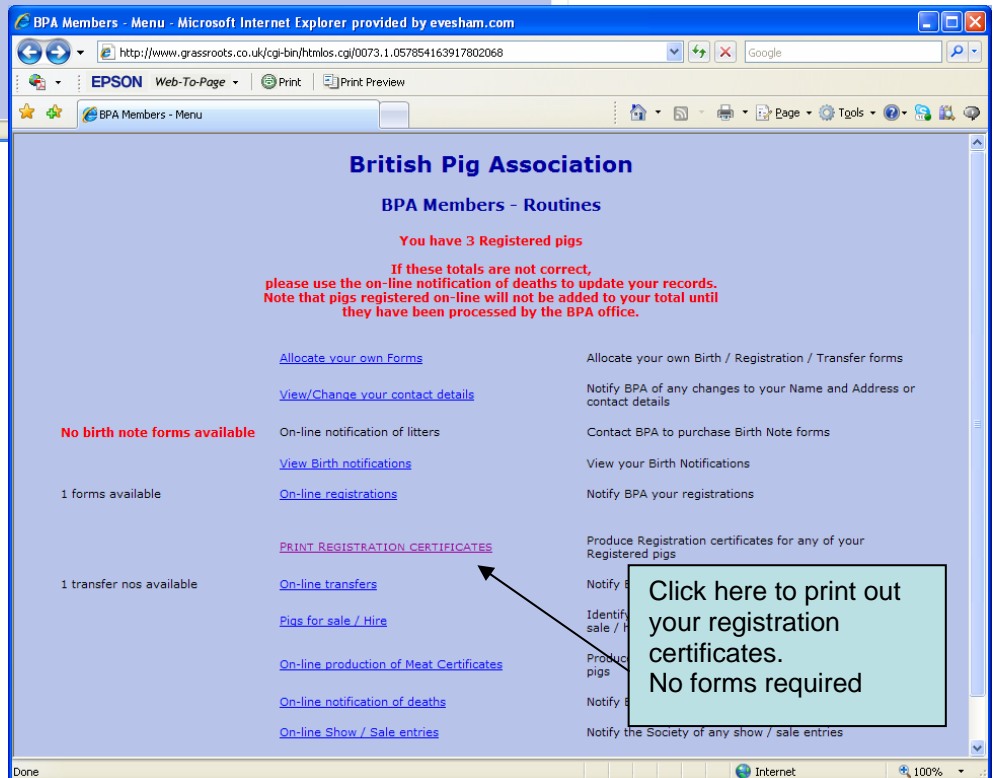 BPA Members - Menu - Microsoft Internet Explorer provided by evesham.com
http://www.grassroots.co.uk/cgi-bin/htmlos.cgi/0073.1.057854163917802068
Google
EPSON Web-To-Page Print Print Preview
BPA Members - Menu
Page Tools
British Pig Association
BPA Members - Routines
You have 3 Registered pigs
If these totals are not correct,
please use the on-line notification of deaths to update your records.
Note that pigs registered on-line will not be added to your total until
they have been processed by the BPA office.
Allocate your own Forms Allocate your own Birth / Registration / Transfer forms
View/Change your contact details Notify BPA of any changes to your Name and Address or
contact details
No birth note forms available On-line notification of litters Contact BPA to purchase Birth Note forms
View Birth notifications View your Birth Notifications
1 forms available On-line registrations Notify BPA your registrations
PRINT REGISTRATION CERTIFICATES Produce Registration certificates for any of your
Registered pigs
1 transfer nos available On-line transfers Notify
Pigs for sale / Hire Identify
sale /
On-line production of Meat Certificates Produce
pigs
On-line notification of deaths Notify
On-line Show / Sale entries Notify the Society of any show / sale entries
Click here to print out
your registration
certificates.
No forms required
Done Internet 100%